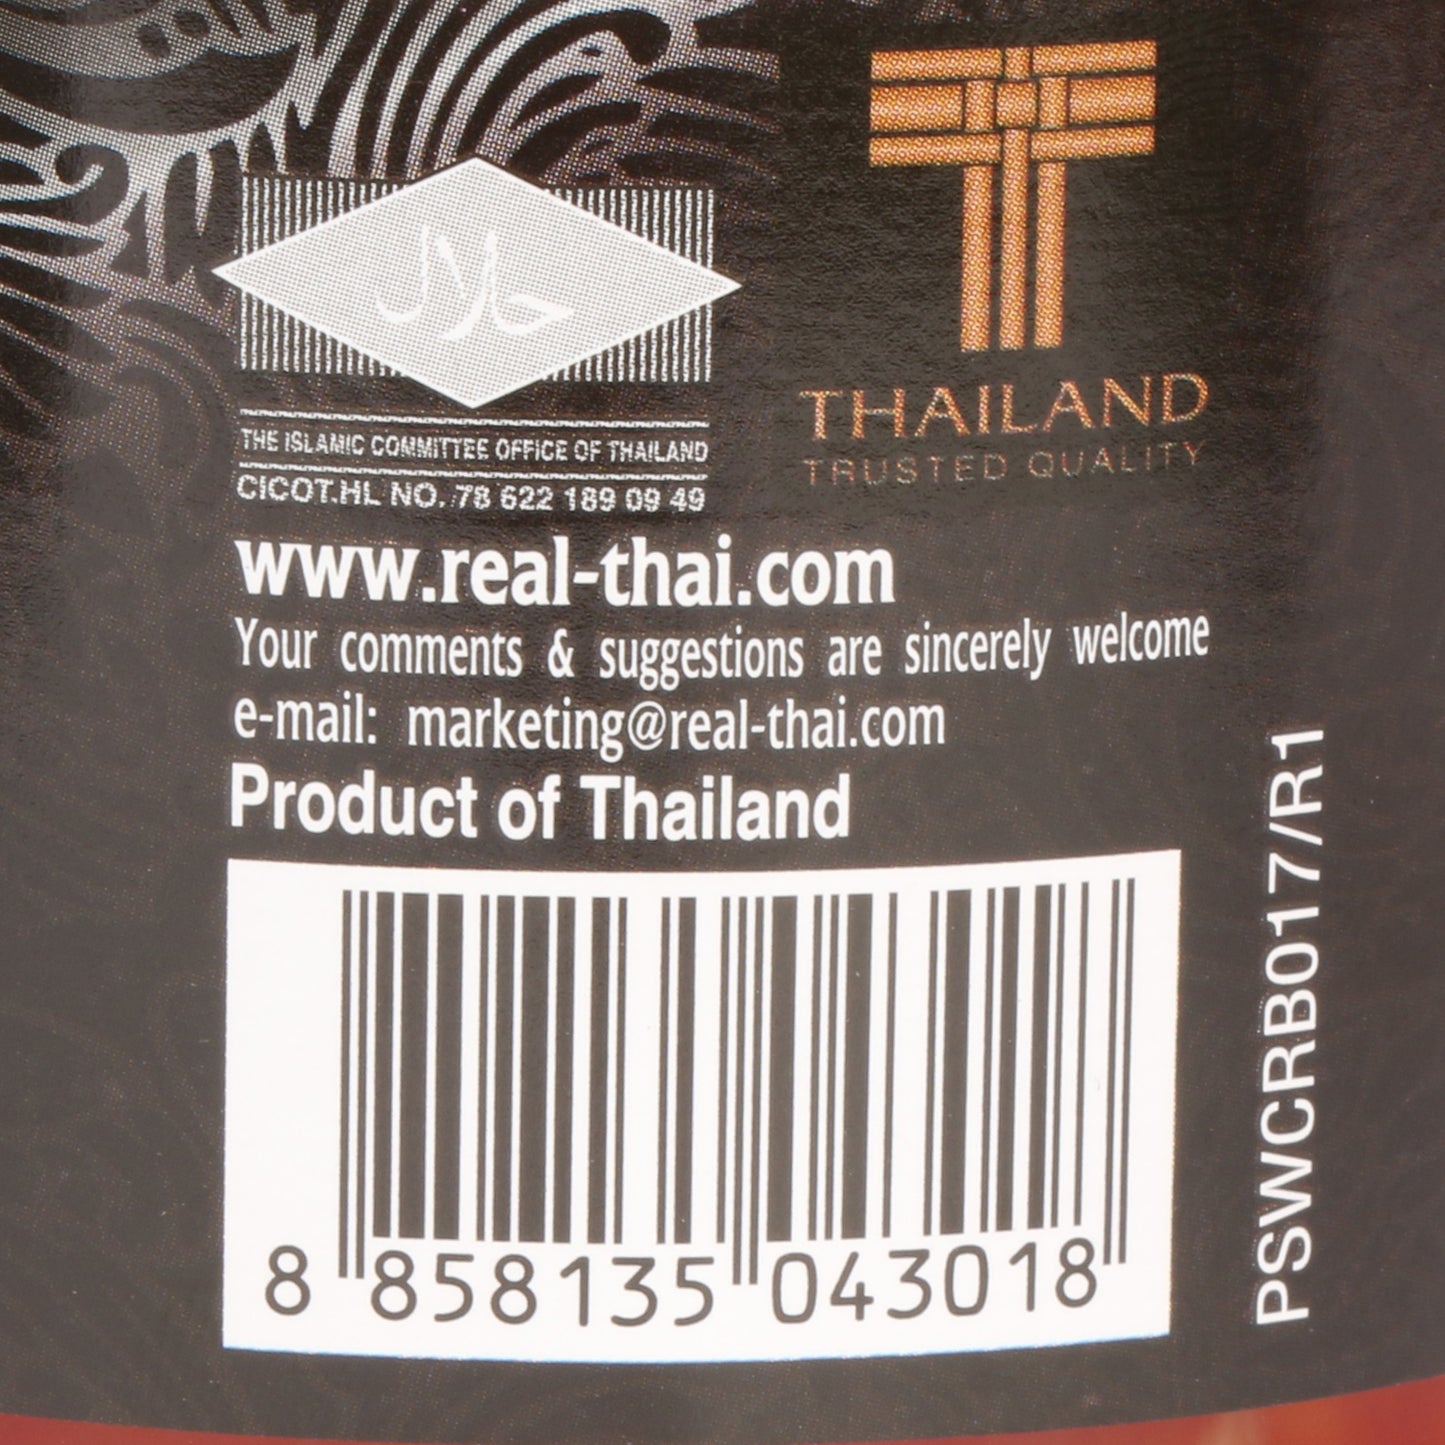 حلال
THE ISLAMIC COMMITTEE OFFICE OF THAILAND
CICOT.HL NO. 78 622 189 09 49
THAILAND
TRUSTED QUALITY
www.real-thai.com
Your comments & suggestions are sincerely welcome
e-mail: marketing@real-thai.com
Product of Thailand
8 858135 043018
PSWCRB017/R1